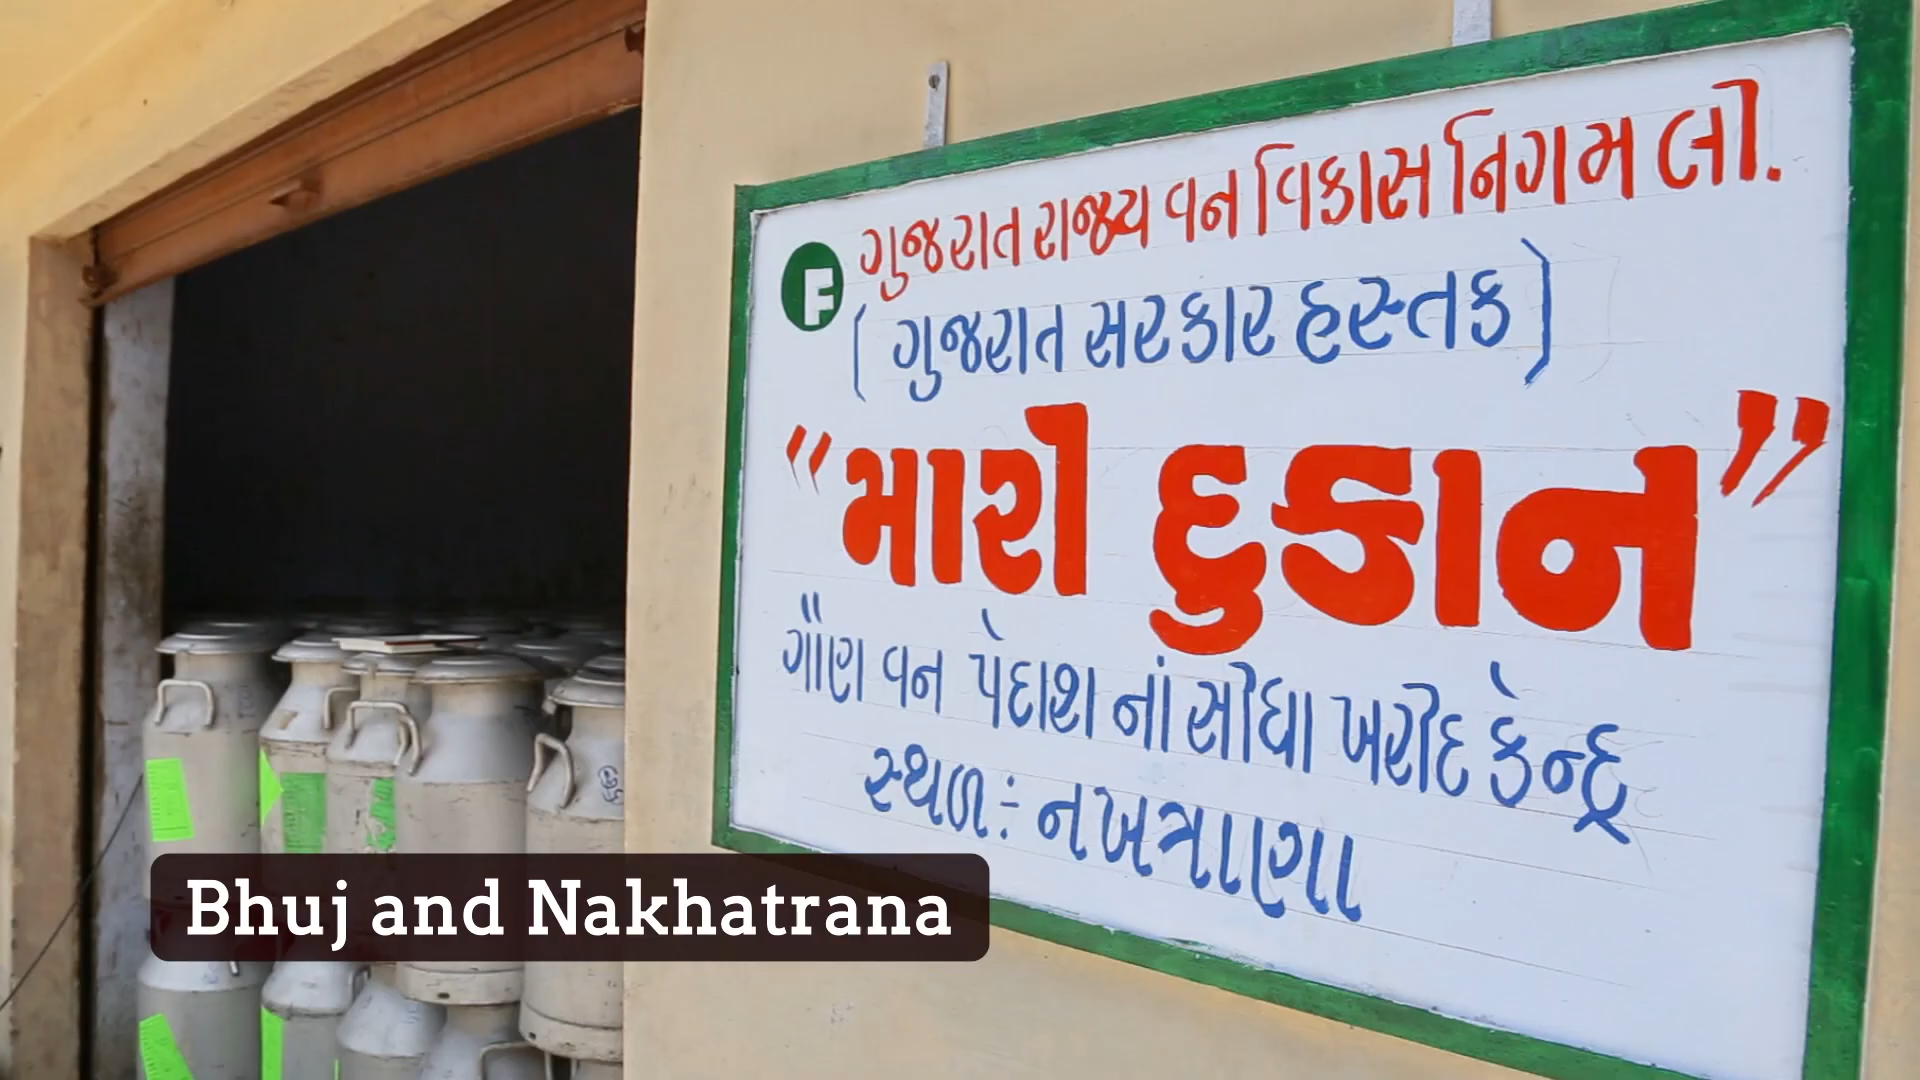 F ગુજરાત રાજ્ય વન વિકાસ નિગમ લી.
( ગુજરાત સરકાર હસ્તક )
“મારી દુકાન”
ગૌણ વન પેદાશ નાં સીધા ખરીદ કેન્દ્ર
સ્થળ:- નખત્રાણા
Bhuj and Nakhatrana